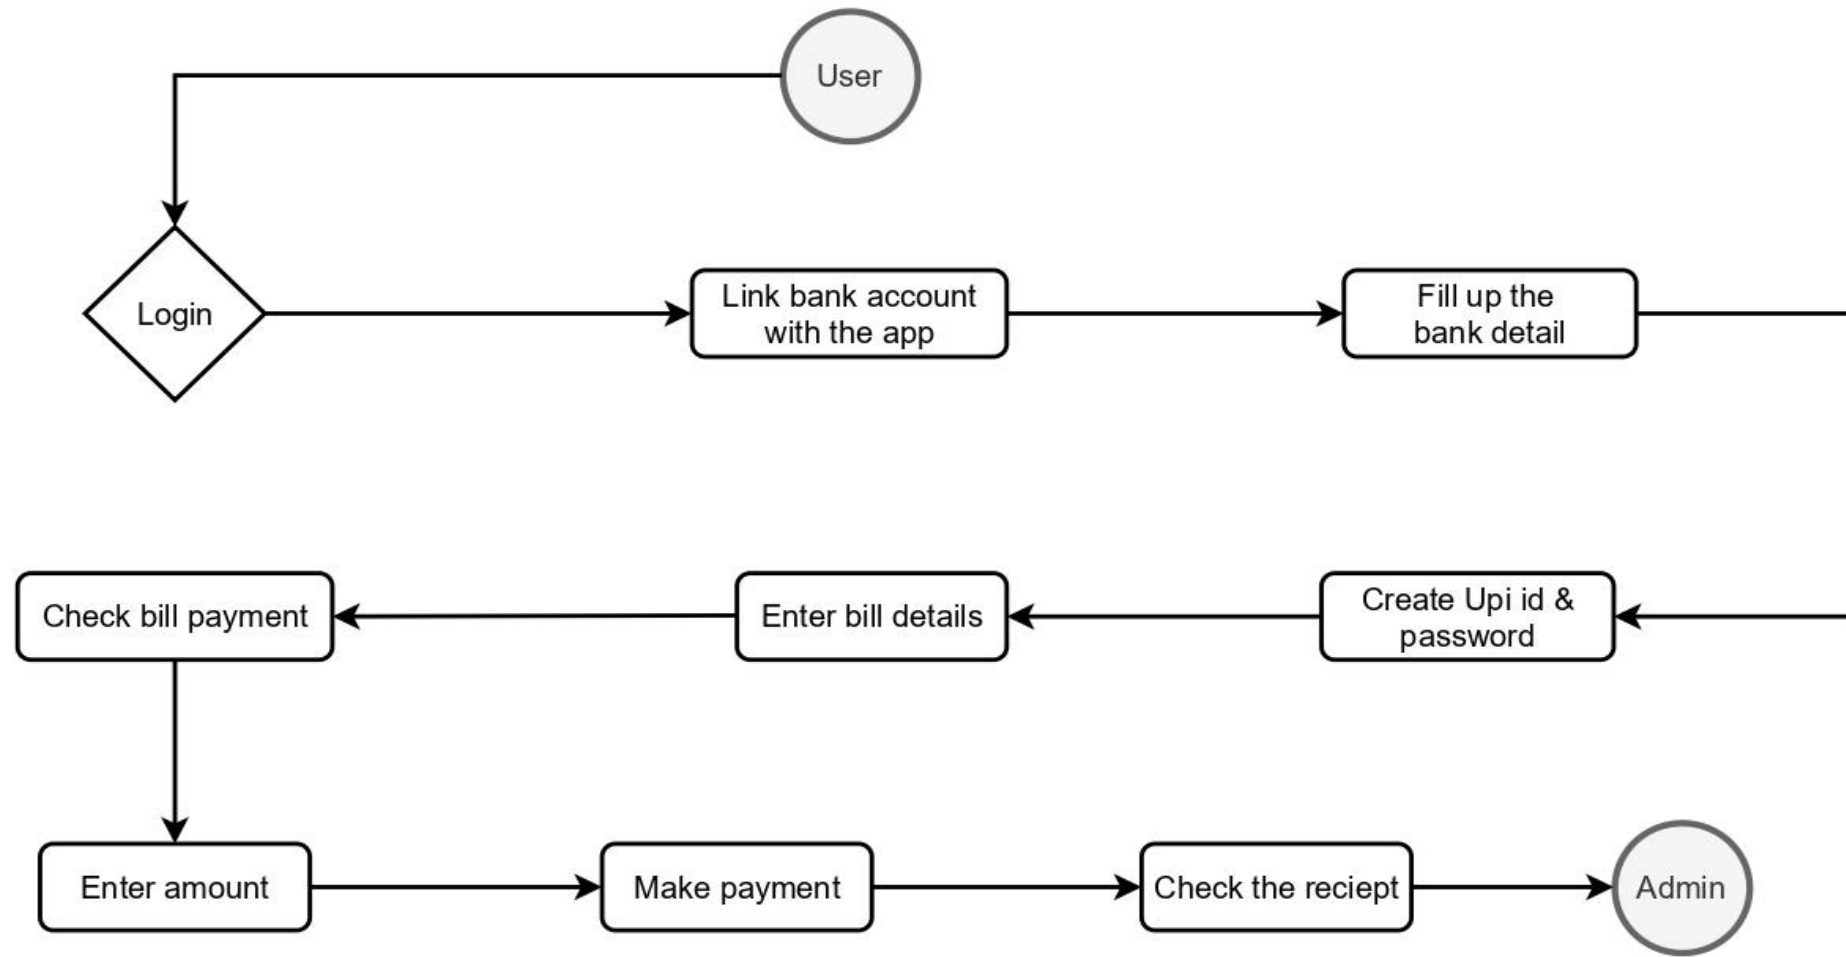 User
Login
Link bank account
with the app
Fill up the
bank detail
Create Upi id &
password
Enter bill details
Check bill payment
Enter amount
Make payment
Check the reciept
Admin